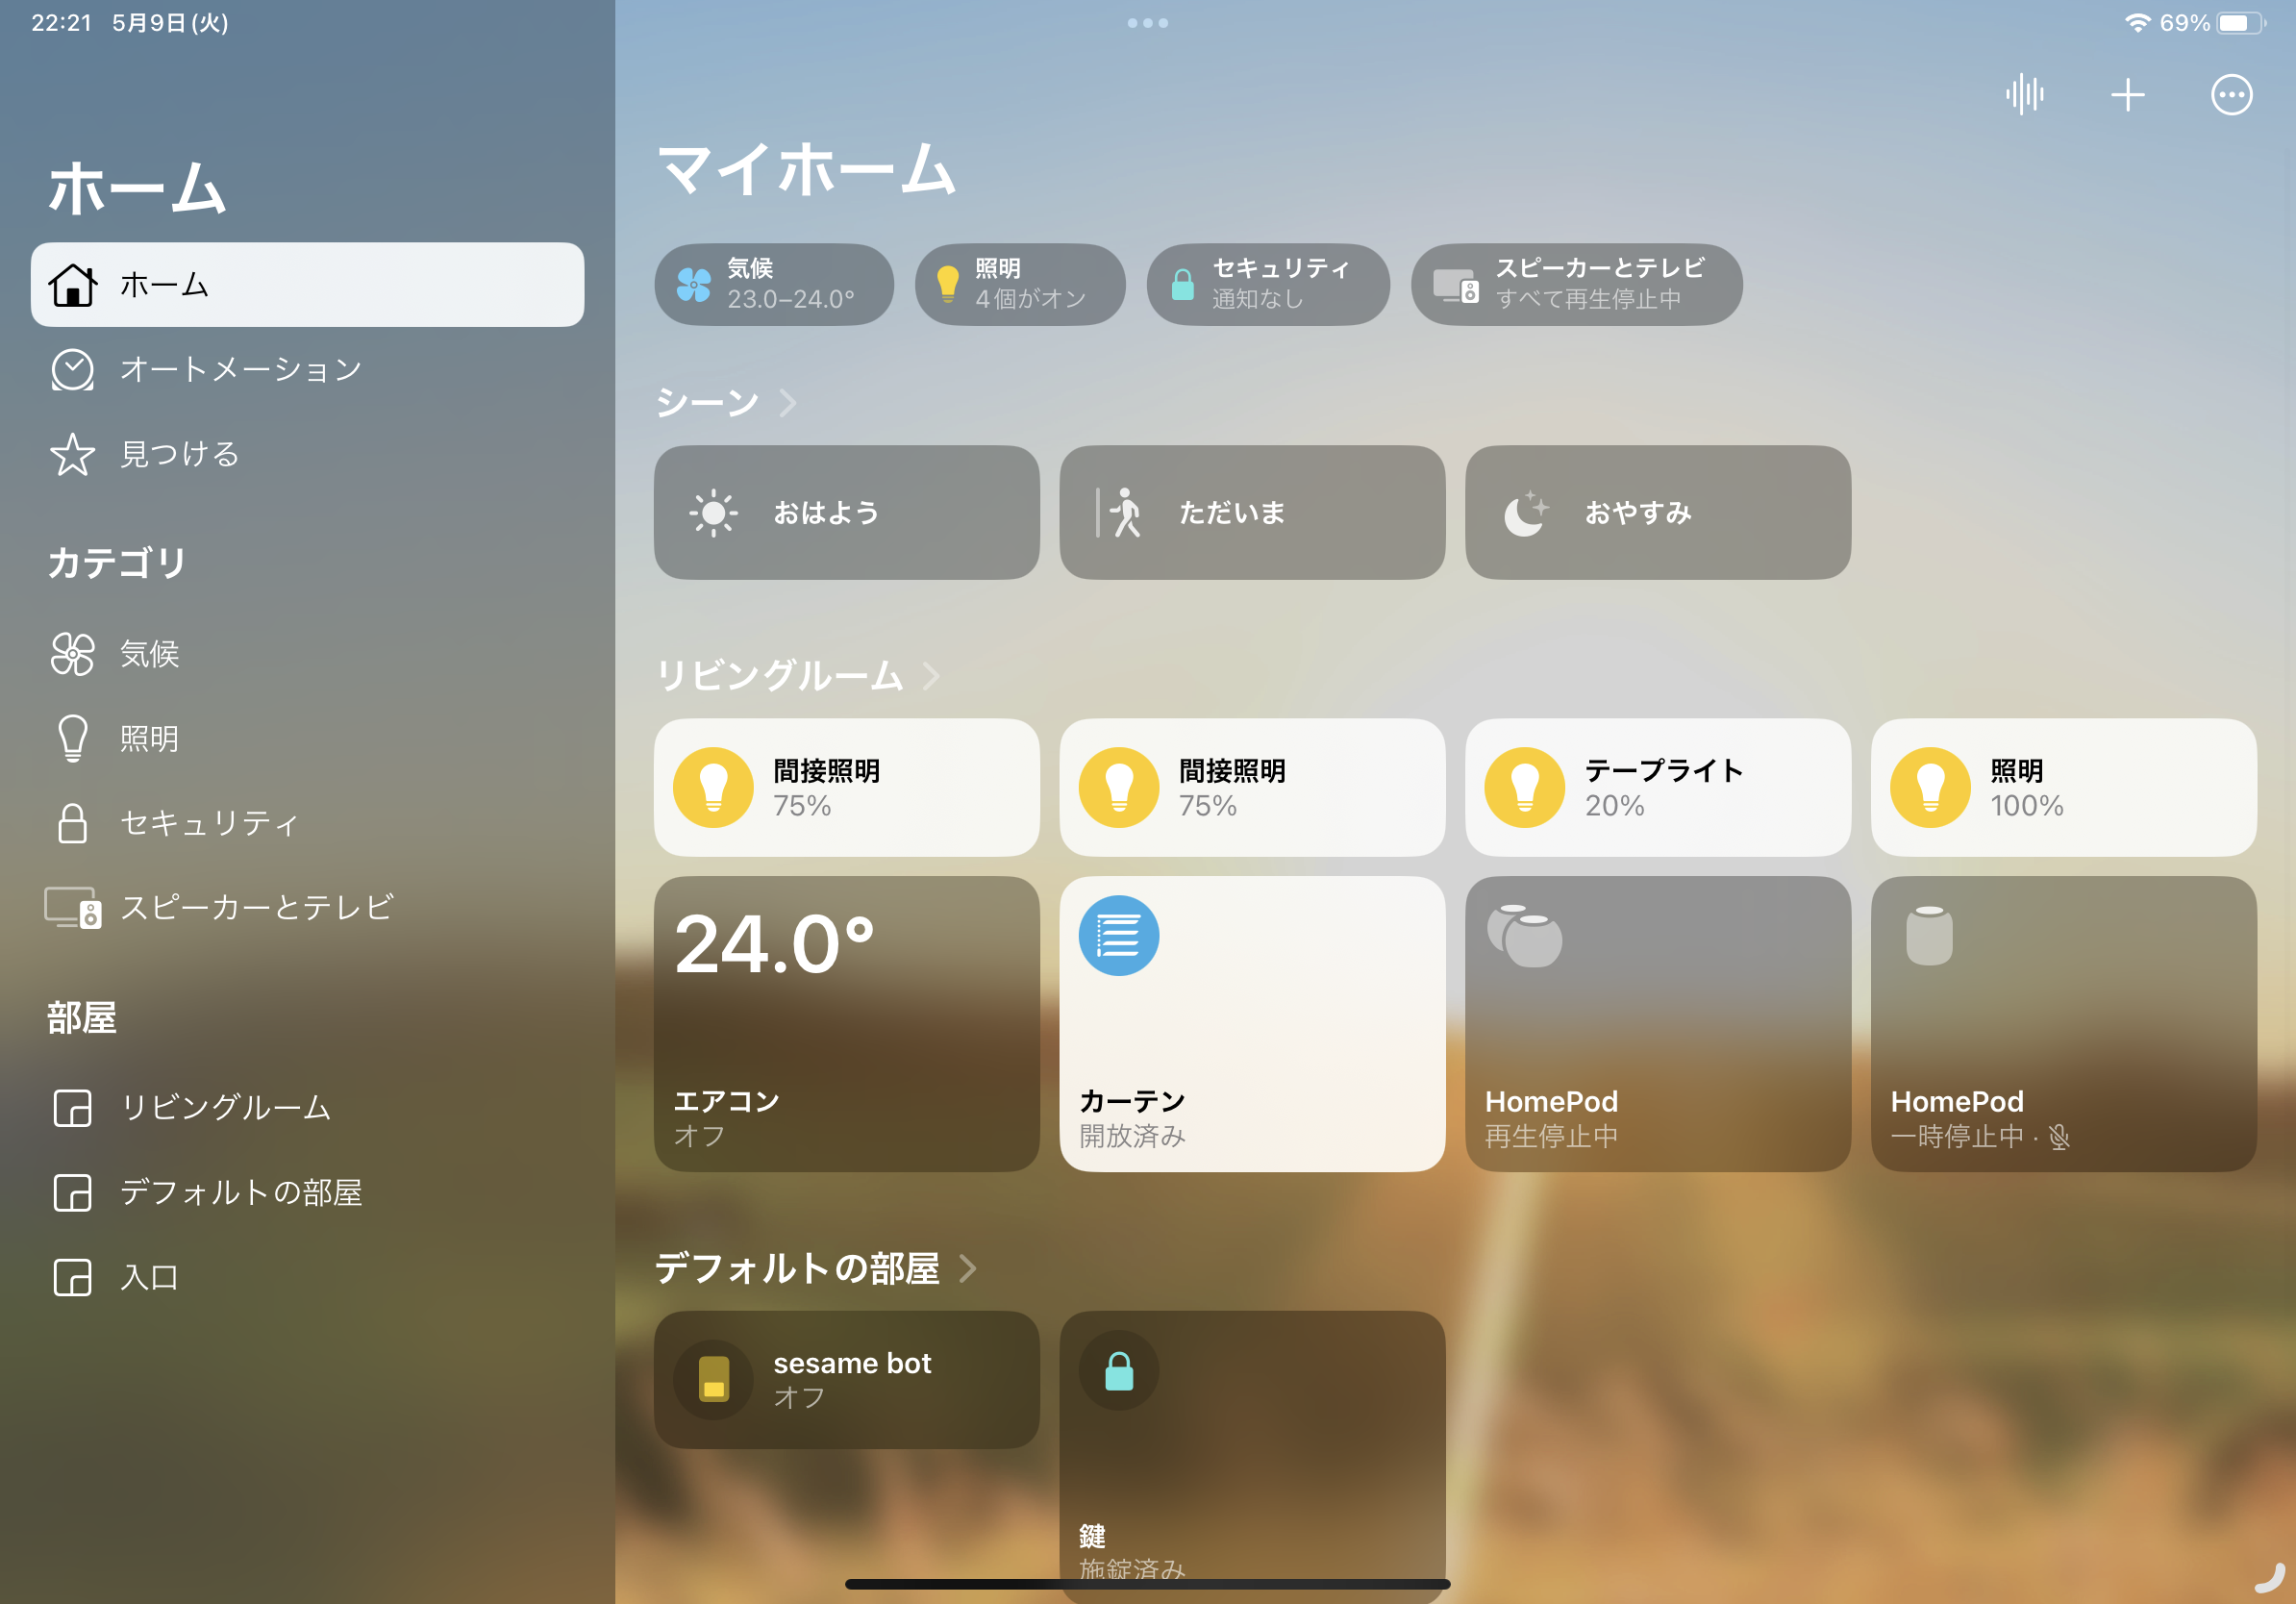 22:21 5月9日(火)
69%
ホーム
ホーム
オートメーション
見つける
カテゴリ
気候
照明
セキュリティ
スピーカーとテレビ
部屋
リビングルーム
デフォルトの部屋
入口
マイホーム
気候
23.0–24.0°
照明
4個がオン
セキュリティ
通知なし
スピーカーとテレビ
すべて再生停止中
シーン
おはよう
ただいま
おやすみ
リビングルーム
間接照明
75%
間接照明
75%
テープライト
20%
照明
100%
24.0°
エアコン
オフ
カーテン
開放済み
HomePod
再生停止中
HomePod
一時停止中 ·
デフォルトの部屋
sesame bot
オフ
鍵
施錠済み